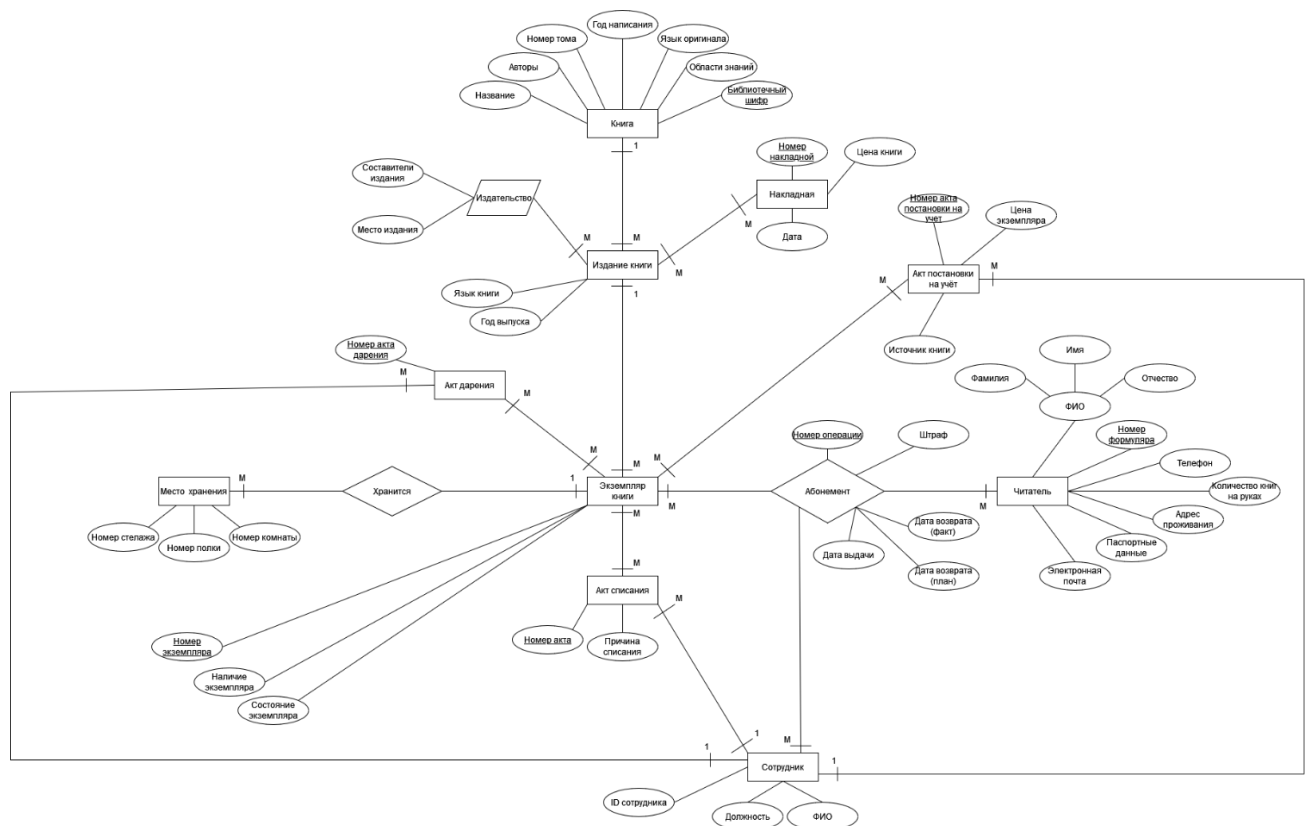 Год написания
Номер тома
Язык оригинала
Авторы
Области знаний
Название
Библиотечный
шифр
Книга
1
Номер
накладной
Цена книги
Составители
издания
Издательство
Накладная
M
Номер акта
постановки на
учет
Цена
экземпляра
Место издания
M
Дата
M
M
M
Издание книги
M
Акт постановки
на учёт
M
M
Язык книги
1
Год выпуска
Номер акта
дарения
Источник книги
Имя
Фамилия
Отчество
M
Акт дарения
M
ФИО
Номер операции
Штраф
Номер
формуляра
Телефон
M
M
M
Место хранения
M
Хранится
1
Экземпляр
книги
M
Абонемент
M
Читатель
Количество книг
на руках
M
Номер стелажа
Номер полки
Номер комнаты
Дата возврата
(факт)
Адрес
проживания
Дата выдачи
Паспортные
данные
M
Дата возврата
(план)
Электронная
почта
Акт списания
M
Номер
экземпляра
Номер акта
Причина
списания
Наличие
экземпляра
Состояние
экземпляра
1
1
M
1
Сотрудник
ID сотрудника
Должность
ФИО